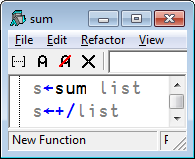 sum
File Edit Refactor View
[...] A A X
s←sum list
s←+/list
New Function F